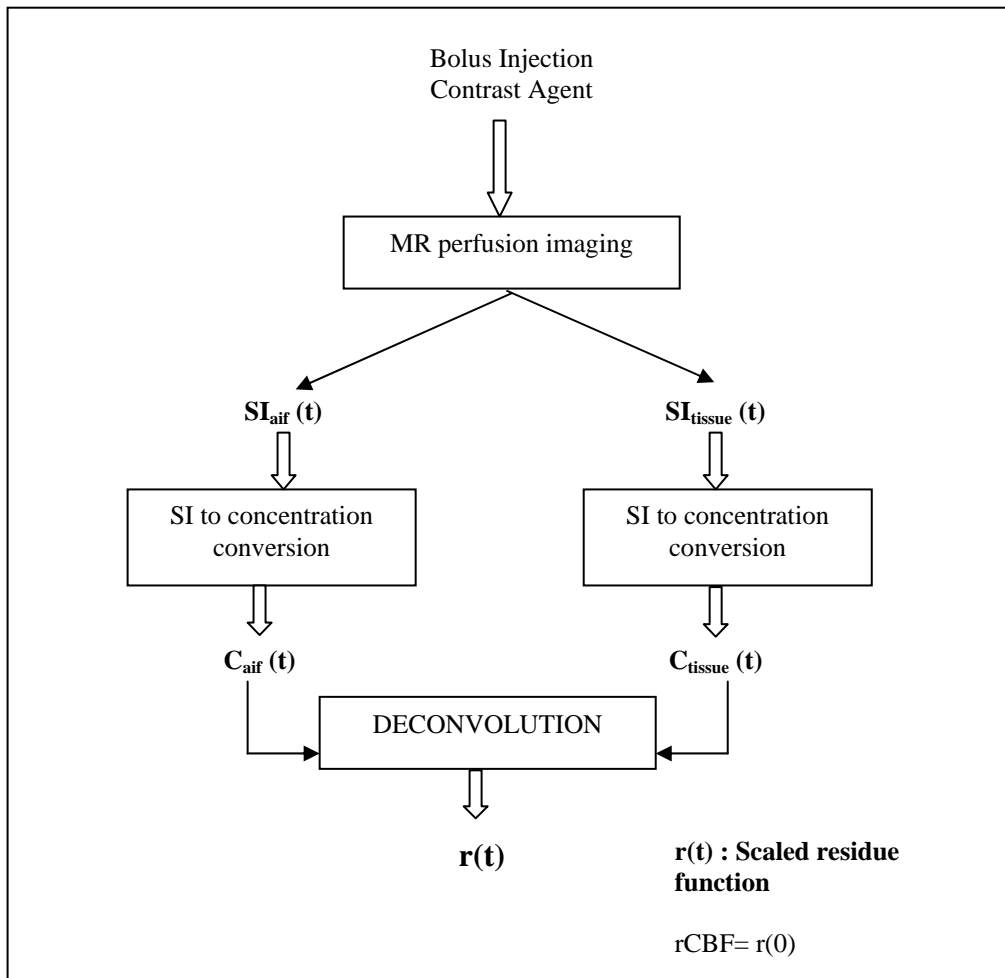 Bolus Injection
Contrast Agent
MR perfusion imaging
SIaif (t)
SItissue (t)
SI to concentration
conversion
SI to concentration
conversion
Caif (t)
Ctissue (t)
DECONVOLUTION
r(t)
r(t) : Scaled residue
function
rCBF= r(0)